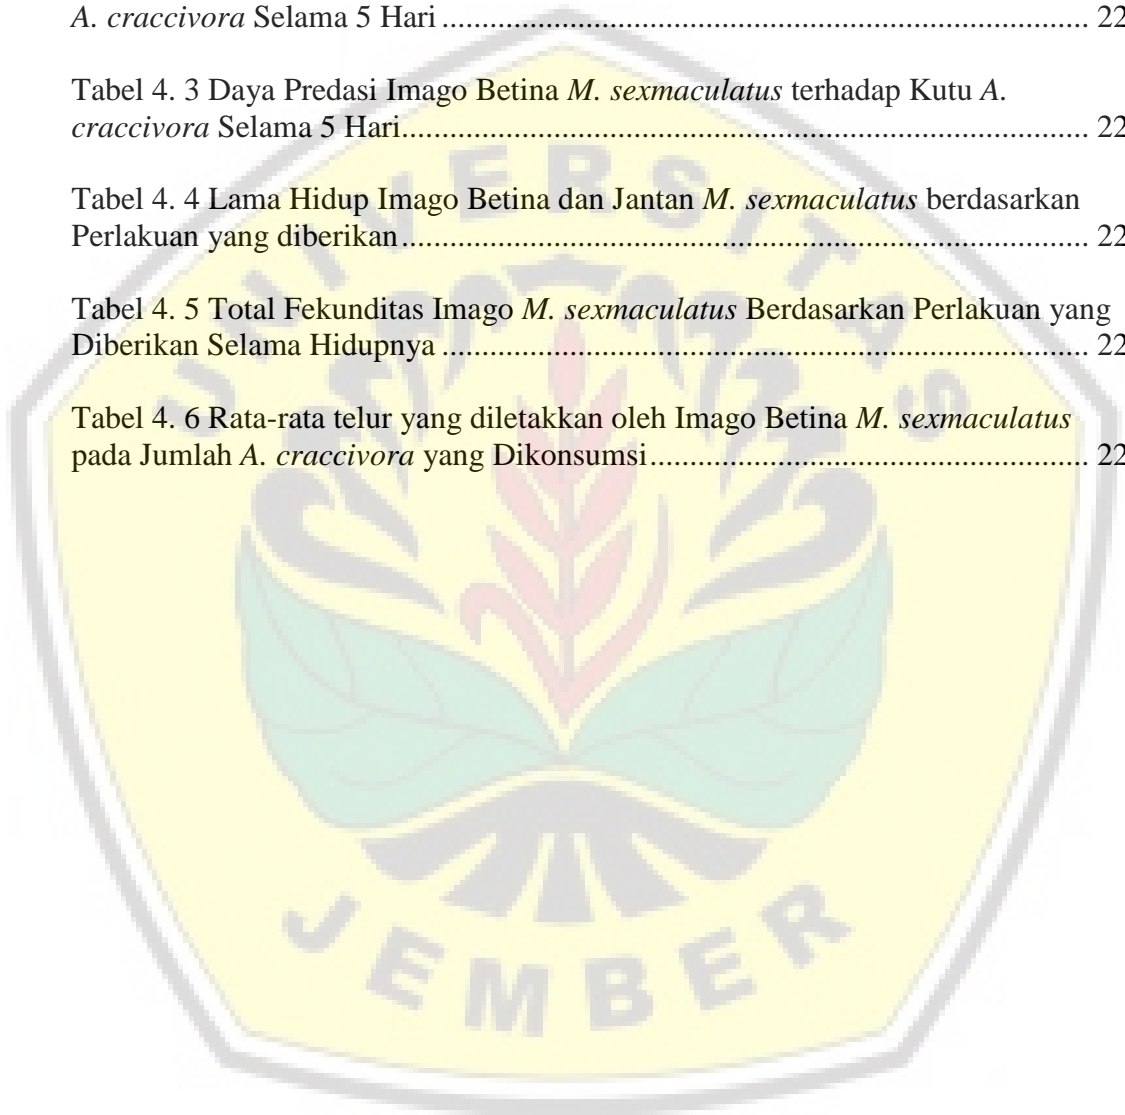 A. craccivora Selama 5 Hari ................................................................................. 22
Tabel 4. 3 Daya Predasi Imago Betina M. sexmaculatus terhadap Kutu A.
craccivora Selama 5 Hari...................................................................................... 22
Tabel 4. 4 Lama Hidup Imago Betina dan Jantan M. sexmaculatus berdasarkan
Perlakuan yang diberikan...................................................................................... 22
Tabel 4. 5 Total Fekunditas Imago M. sexmaculatus Berdasarkan Perlakuan yang
Diberikan Selama Hidupnya ................................................................................. 22
Tabel 4. 6 Rata-rata telur yang diletakkan oleh Imago Betina M. sexmaculatus
pada Jumlah A. craccivora yang Dikonsumsi....................................................... 22
UNIVERSITAS
JEMBER